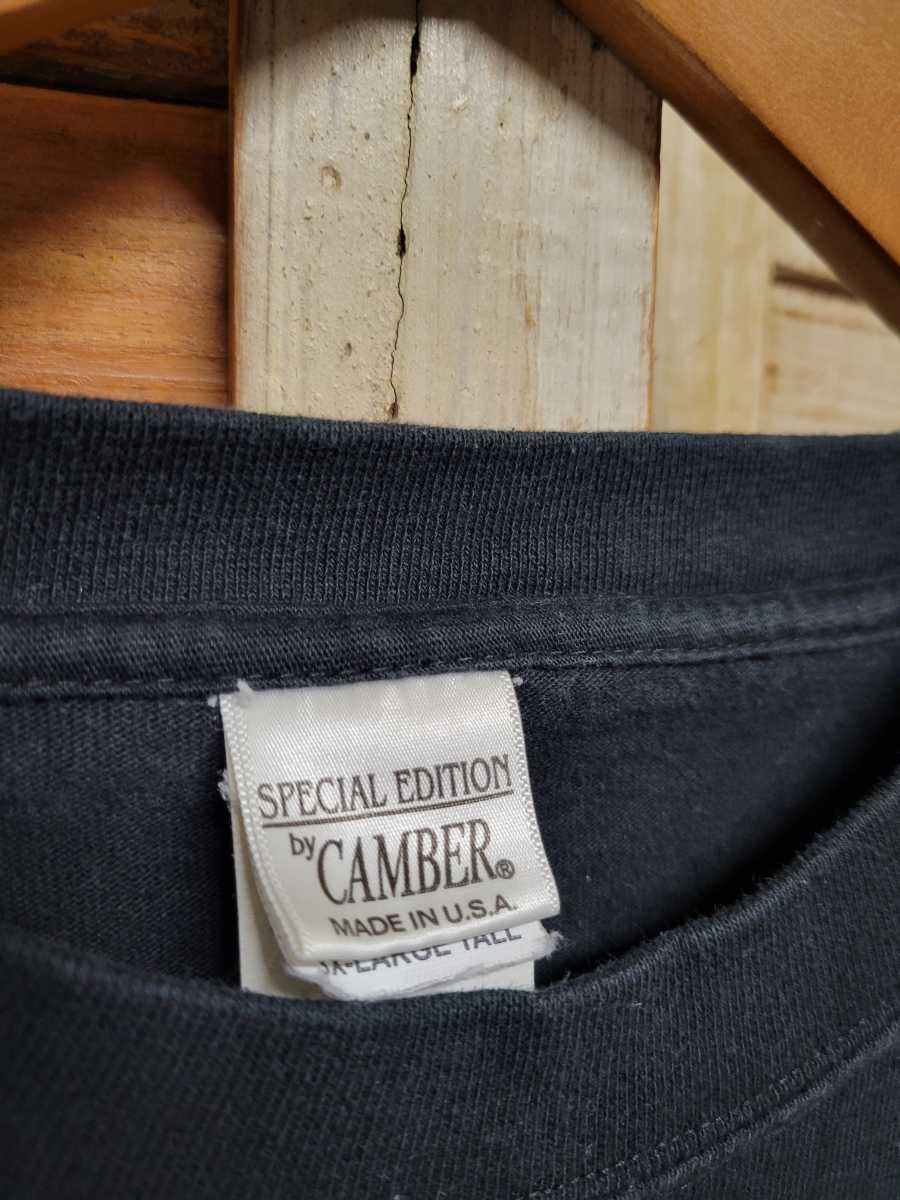 SPECIAL EDITION
by CAMBER®
MADE IN U.S.A.
X-LARGE TALL